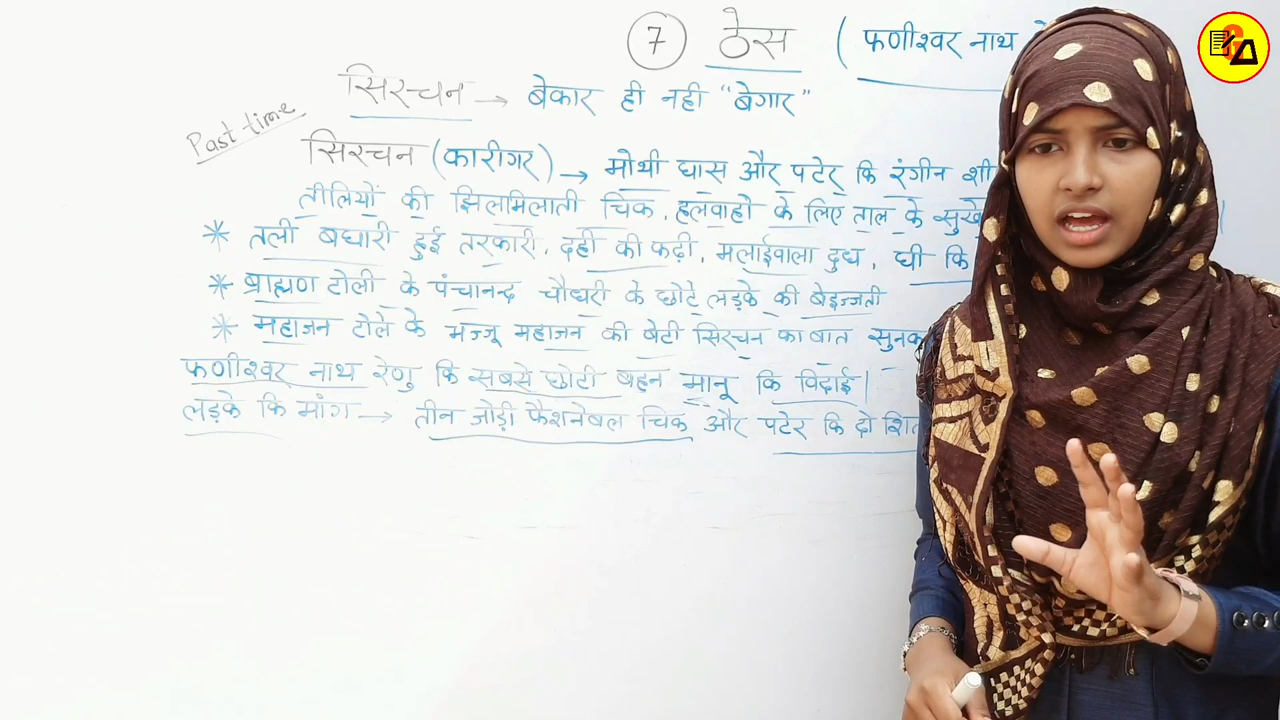 7 ठेस ( फणीश्वर नाथ
सिरचन → बेकार ही नही "बेगार"
Past time
सिरचन (कारीगर) → मोथी घास और पटेर कि रंगीन शी
तीलियों की झिलमिलाती चिक, हलवाहो के लिए ताल के सुखे
* तली बघारी हुई तरकारी, दही की कढ़ी, मलाईवाला दुध, घी कि
* ब्राह्मण टोली के पंचानन्द चौधरी के छोटे लड़के की बेइज्जती
* महाजन टोले के मज्जू महाजन की बेटी सिरचन का बात सुनक
फणीश्वर नाथ रेणु कि सबसे छोटी बहन मानू कि विदाई|
लड़के कि मांग → तीन जोड़ी फैशनेबल चिक और पटेर कि दो शित